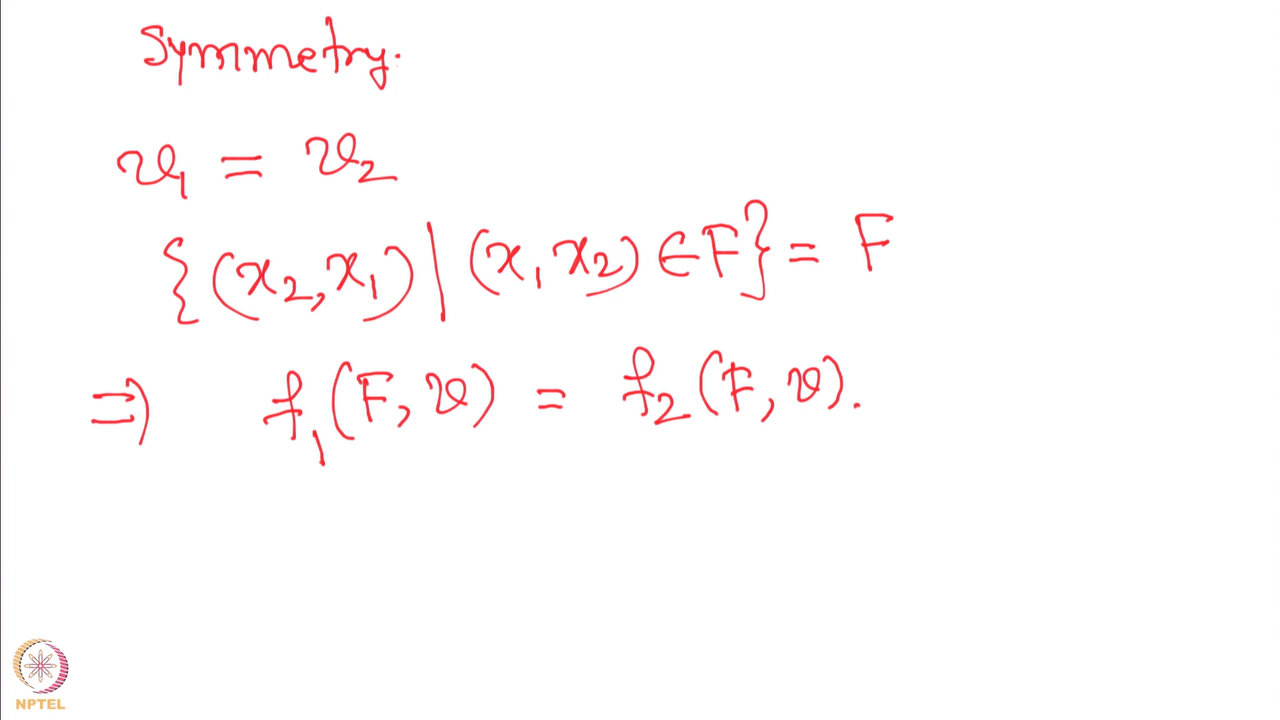 Symmetry.
v₁ = v₂
{(x₂, x₁) | (x₁ x₂) ∈ F} = F
⇒ f₁(F, v) = f₂(F, v).
NPTEL